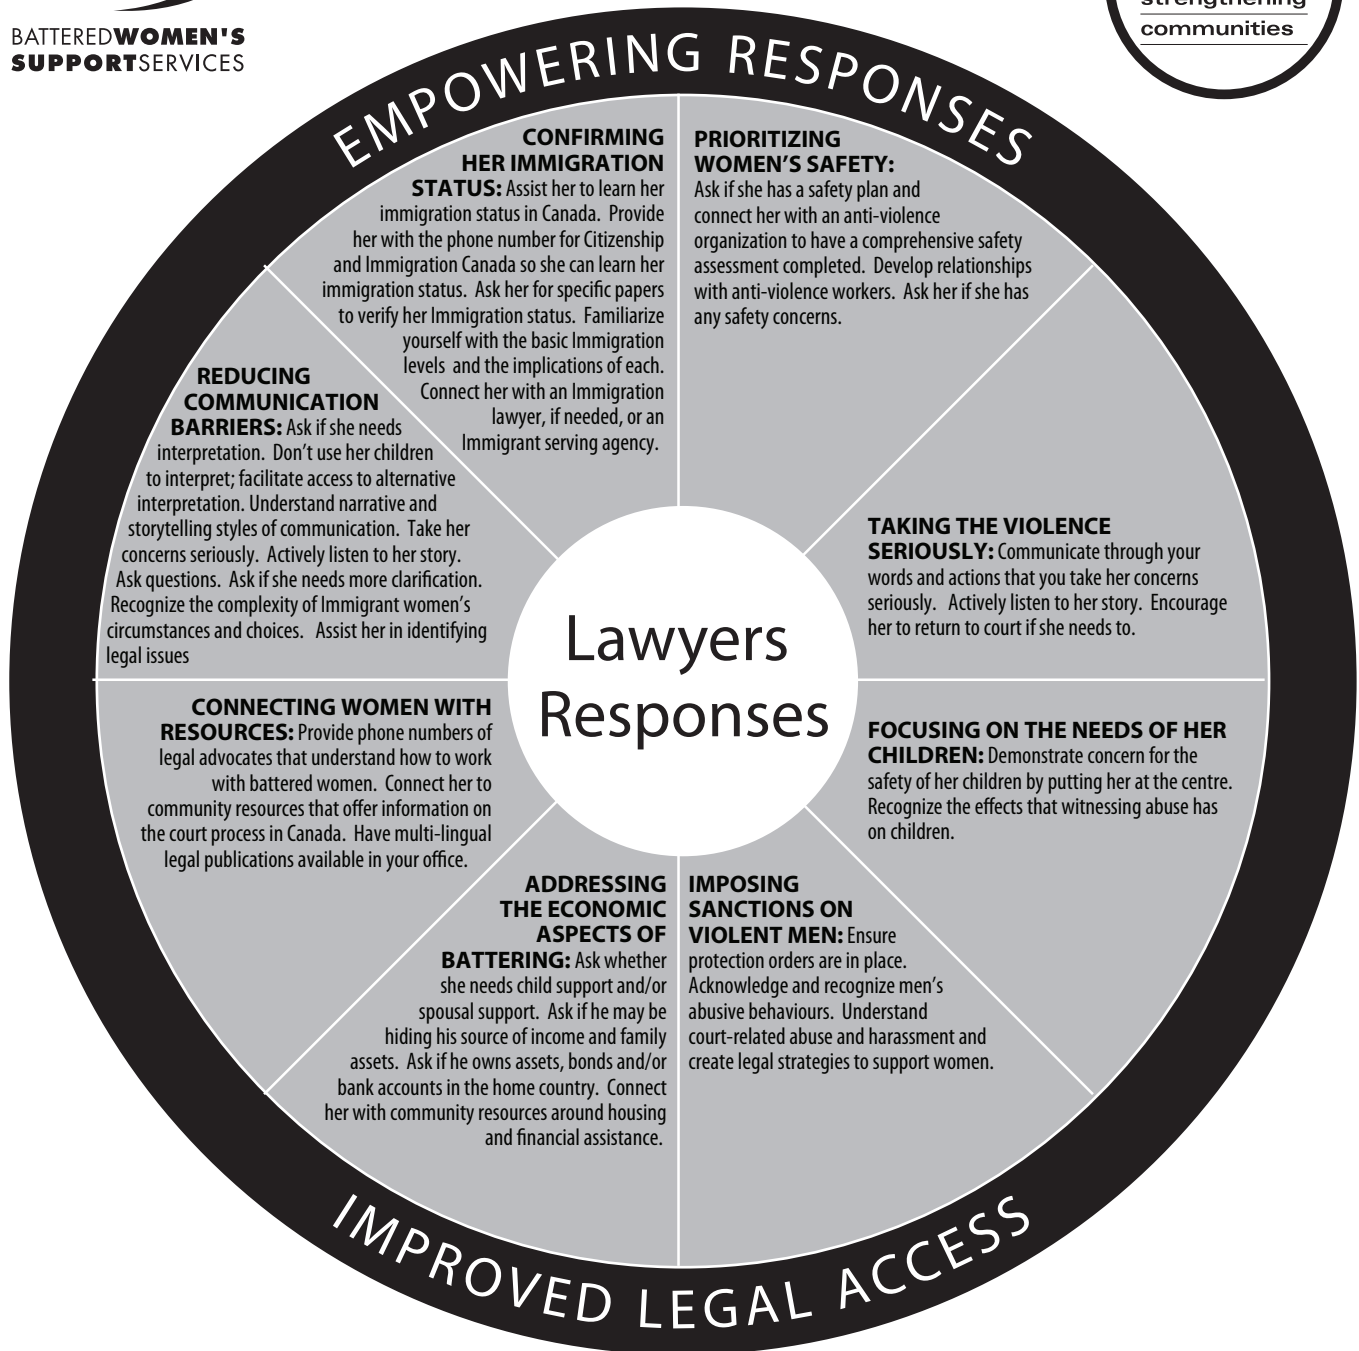 BATTEREDWOMEN'S
SUPPORTSERVICES
communities
EMPOWERING RESPONSES
CONFIRMING
HER IMMIGRATION
STATUS: Assist her to learn her
immigration status in Canada. Provide
her with the phone number for Citizenship
and Immigration Canada so she can learn her
immigration status. Ask her for specific papers
to verify her Immigration status. Familiarize
yourself with the basic Immigration
levels and the implications of each.
Connect her with an Immigration
lawyer, if needed, or an
Immigrant serving agency.
PRIORITIZING
WOMEN’S SAFETY:
Ask if she has a safety plan and
connect her with an anti-violence
organization to have a comprehensive safety
assessment completed. Develop relationships
with anti-violence workers. Ask her if she has
any safety concerns.
TAKING THE VIOLENCE
SERIOUSLY: Communicate through your
words and actions that you take her concerns
seriously. Actively listen to her story. Encourage
her to return to court if she needs to.
FOCUSING ON THE NEEDS OF HER
CHILDREN: Demonstrate concern for the
safety of her children by putting her at the centre.
Recognize the effects that witnessing abuse has
on children.
IMPOSING
SANCTIONS ON
VIOLENT MEN: Ensure
protection orders are in place.
Acknowledge and recognize men’s
abusive behaviours. Understand
court-related abuse and harassment and
create legal strategies to support women.
ADDRESSING
THE ECONOMIC
ASPECTS OF
BATTERING: Ask whether
she needs child support and/or
spousal support. Ask if he may be
hiding his source of income and family
assets. Ask if he owns assets, bonds and/or
bank accounts in the home country. Connect
her with community resources around housing
and financial assistance.
CONNECTING WOMEN WITH
RESOURCES: Provide phone numbers of
legal advocates that understand how to work
with battered women. Connect her to
community resources that offer information on
the court process in Canada. Have multi-lingual
legal publications available in your office.
REDUCING
COMMUNICATION
BARRIERS: Ask if she needs
interpretation. Don’t use her children
to interpret; facilitate access to alternative
interpretation. Understand narrative and
storytelling styles of communication. Take her
concerns seriously. Actively listen to her story.
Ask questions. Ask if she needs more clarification.
Recognize the complexity of Immigrant women’s
circumstances and choices. Assist her in identifying
legal issues
Lawyers
Responses
IMPROVED LEGAL ACCESS